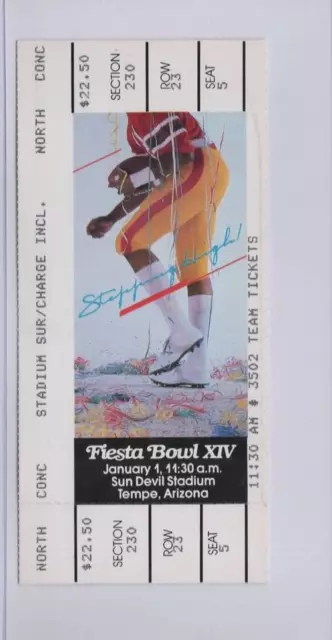 $22.50
SECTION
230
ROW
23
SEAT
5
NORTH CONC STADIUM SUR/CHARGE INCL. NORTH CONC
Stepping High!
11:30 AM # 3502 TEAM TICKETS
Fiesta Bowl XIV
January 1, 11:30 a.m.
Sun Devil Stadium
Tempe, Arizona
$22.50
SECTION
230
ROW
23
SEAT
5